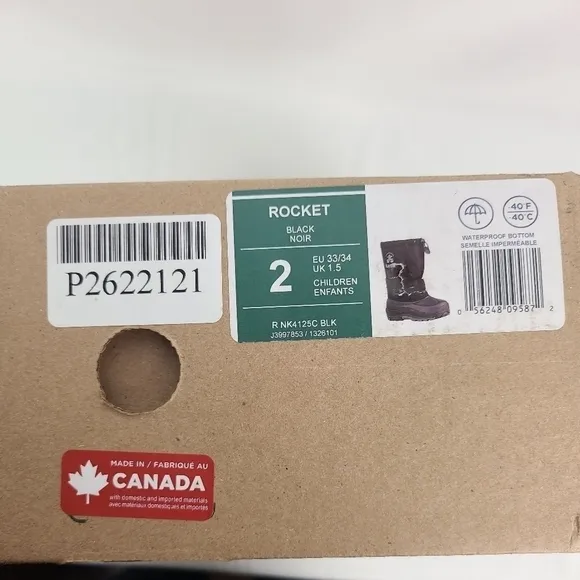 P2622121
ROCKET
BLACK
NOIR
2
EU 33/34
UK 1.5
CHILDREN
ENFANTS
R NK4125C BLK
J3997853 / 1326101
-40°F
-40°C
WATERPROOF BOTTOM
SEMELLE IMPERMÉABLE
0 56248 09587 2
MADE IN / FABRIQUÉ AU
CANADA
with domestic and imported materials
avec materiaux domestiques et importés